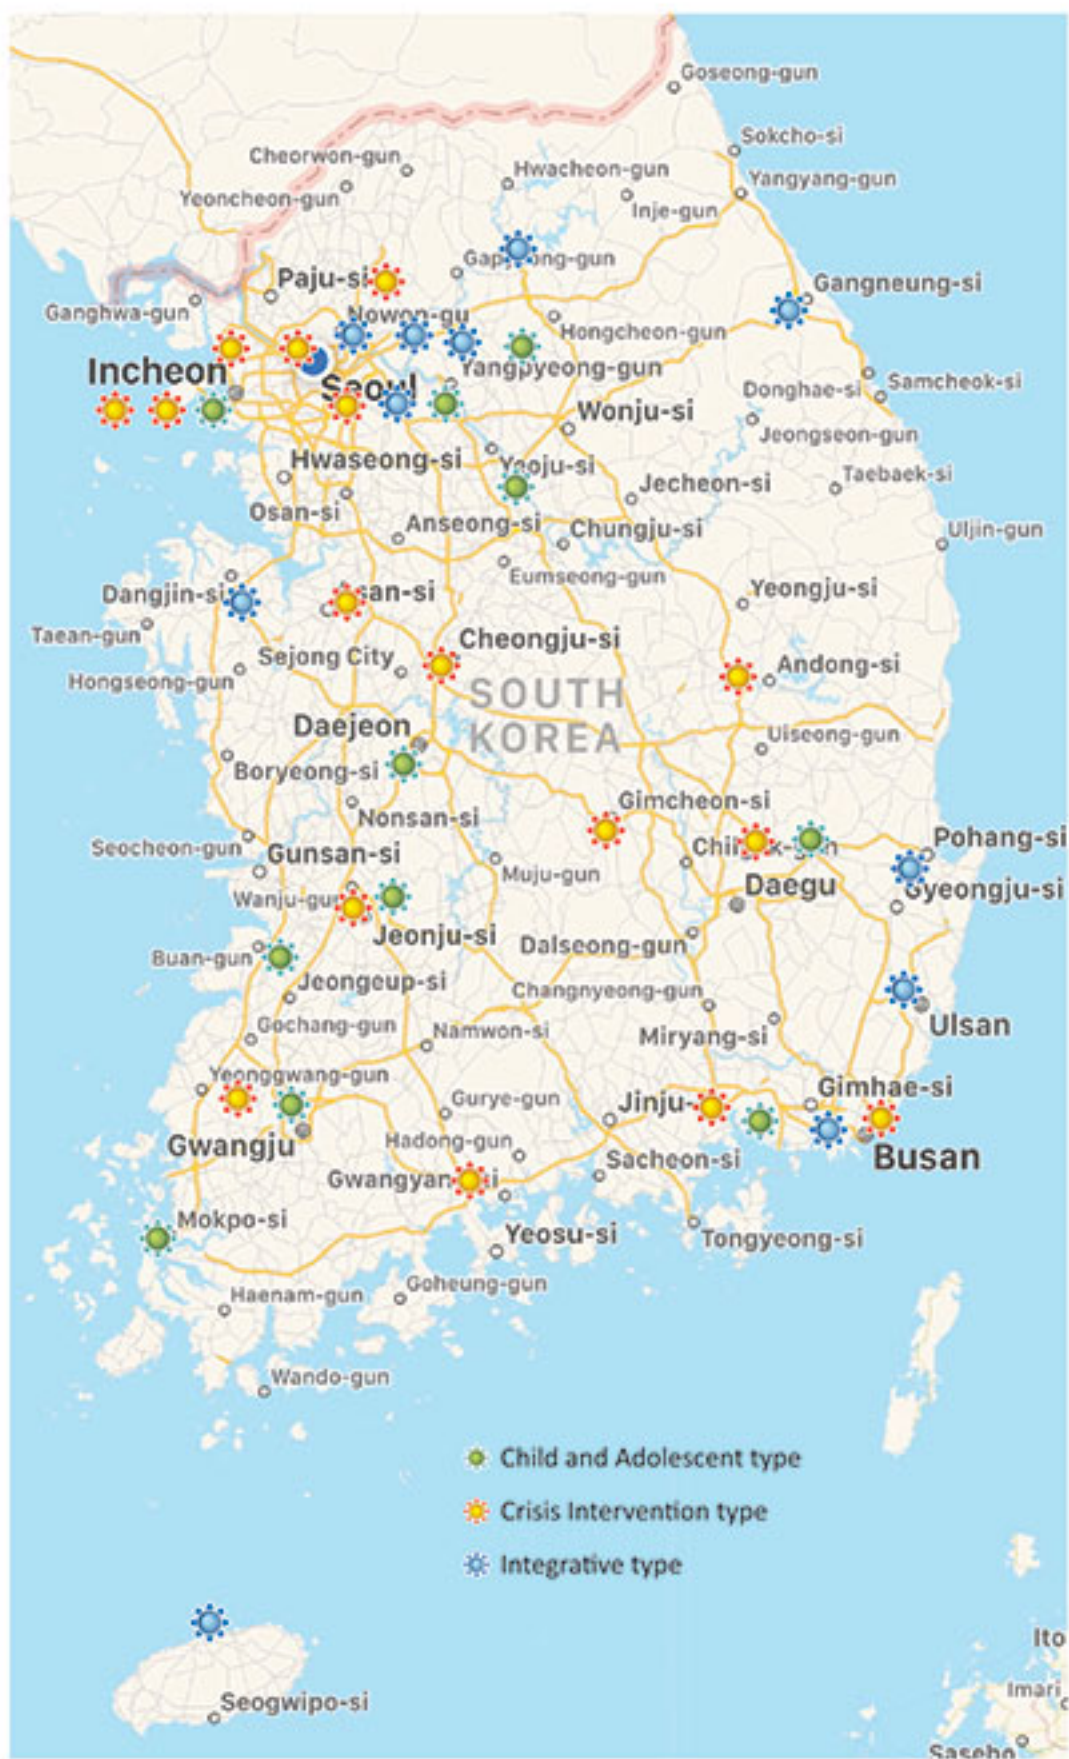 Goseong-gun
Sokcho-si
Cheorwon-gun
Hwacheon-gun
Yangyang-gun
Yeoncheon-gun
Inje-gun
Paju-si
Gangneung-si
Ganghwa-gun
Nowon-gu
Hongcheon-gun
Incheon
Yangpyeong-gun
Seoul
Donghae-si
Samcheok-si
Wonju-si
Jeongseon-gun
Hwaseong-si
Yeoju-si
Jecheon-si
Taebaek-si
Osan-si
Anseong-si
Chungju-si
Uljin-gun
Eumseong-gun
Dangjin-si
Yeongju-si
Taean-gun
Cheongju-si
Sejong City
Andong-si
Hongseong-gun
SOUTH
KOREA
Daejeon
Uiseong-gun
Boryeong-si
Gimcheon-si
Nonsan-si
Seocheon-gun
Gunsan-si
Pohang-si
Muju-gun
Daegu
Gyeongju-si
Jeonju-si
Dalseong-gun
Buan-gun
Jeongeup-si
Changnyeong-gun
Gochang-gun
Namwon-si
Miryang-si
Ulsan
Yeonggwang-gun
Gimhae-si
Gurye-gun
Jinju-
Gwangju
Hadong-gun
Sacheon-si
Busan
Mokpo-si
Yeosu-si
Tongyeong-si
Haenam-gun
Goheung-gun
Wando-gun
Child and Adolescent type
Crisis Intervention type
Integrative type
Ito
Imari
Seogwipo-si
Sasebo